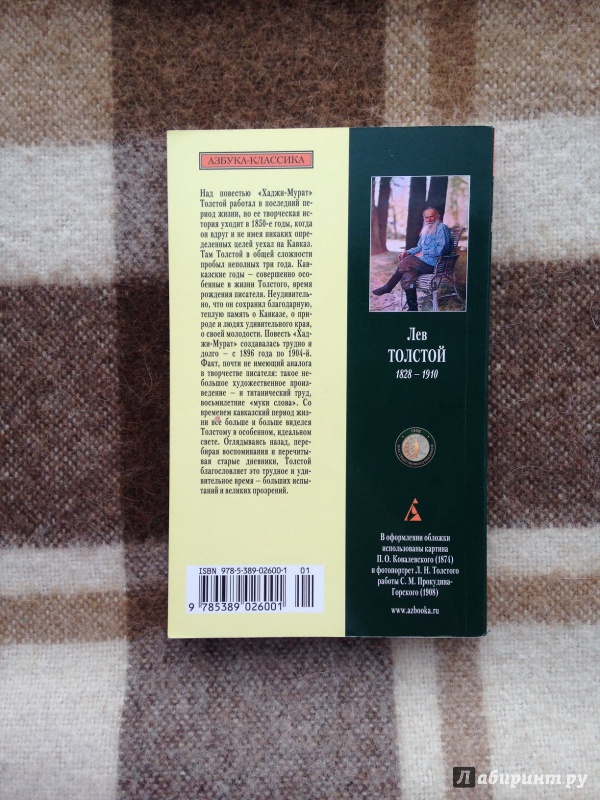 АЗБУКА-КЛАССИКА
Над повестью «Хаджи-Мурат»
Толстой работал в последний пе-
риод жизни, но ее творческая ис-
тория уходит в 1850-е годы, когда
он вдруг и не имея никаких опре-
деленных целей уехал на Кавказ.
Там Толстой в общей сложности
пробыл неполных три года. Кав-
казские годы – совершенно осо-
бенные в жизни Толстого, время
рождения писателя. Неудивитель-
но, что он сохранил благодарную,
теплую память о Кавказе, о при-
роде и людях удивительного края,
о своей молодости. Повесть «Хад-
жи-Мурат» создавалась трудно и
долго – с 1896 года по 1904-й.
Факт, почти не имеющий аналога
в творчестве писателя: такое не-
большое художественное произ-
ведение – и титанический труд,
восьмилетние «муки слова». Со
временем кавказский период жиз-
ни все больше и больше виделся
Толстому в особенном, идеальном
свете. Оглядываясь назад, пере-
бирая воспоминания и перечиты-
вая старые дневники, Толстой
благословляет это трудное и уди-
вительное время – больших испы-
таний и великих прозрений.
ISBN 978-5-389-02600-1 01
9 785389 026001
Лев
ТОЛСТОЙ
1828 – 1910
В оформлении обложки
использованы картина
П. О. Ковалевского (1874)
и фотопортрет Л. Н. Толстого
работы С. М. Прокудина-
Горского (1908)
www.azbooka.ru
Лабиринт.ру